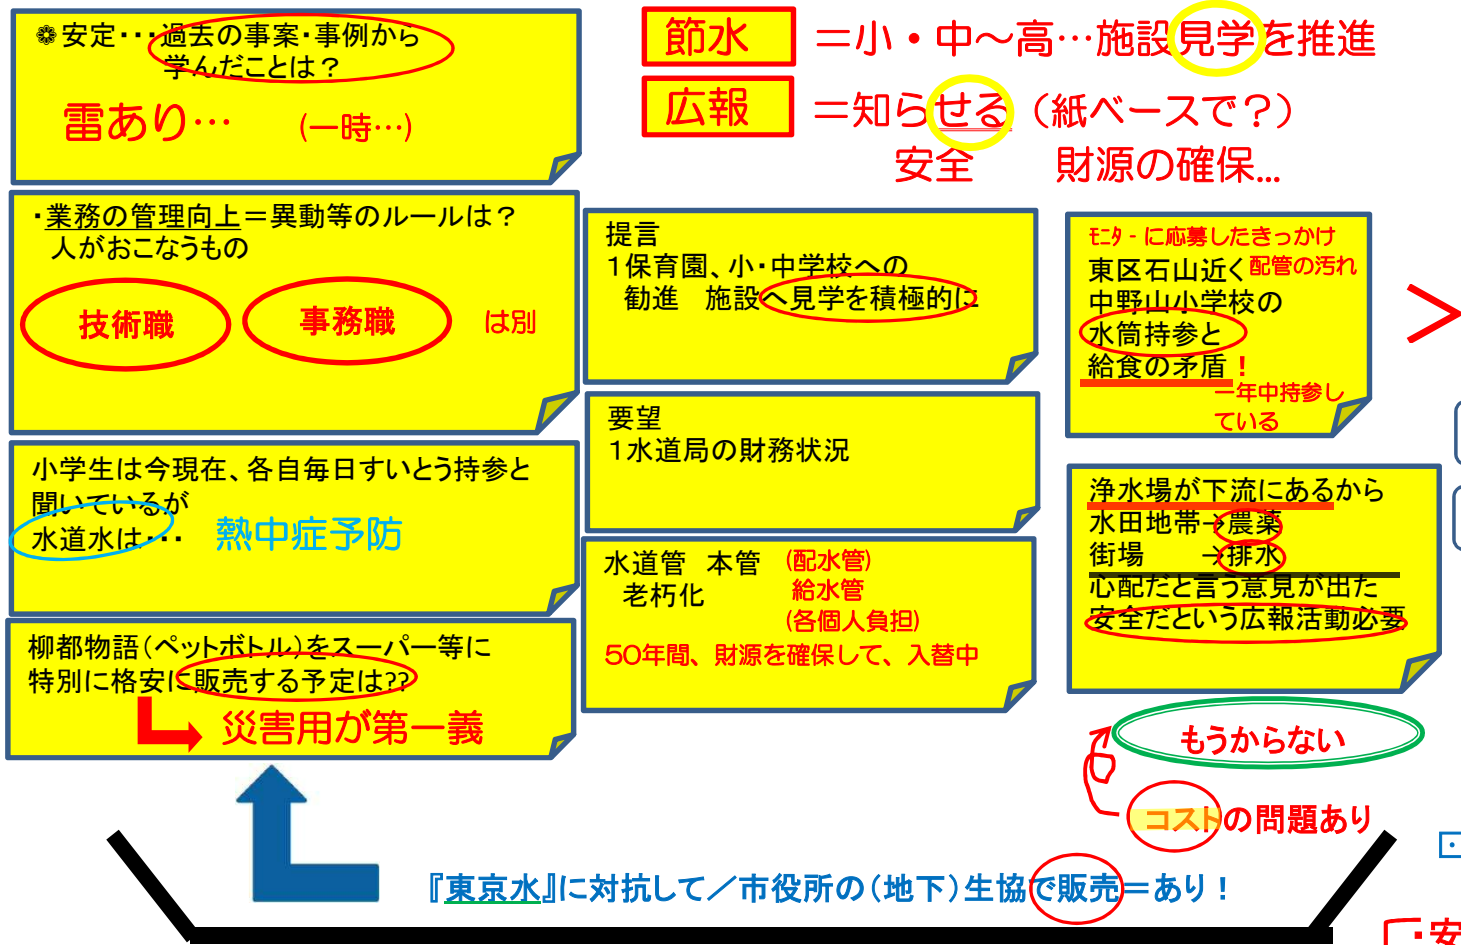 ❁安定・・・過去の事案・事例から
学んだことは？
雷あり… (一時…)
節水 ＝小・中～高…施設見学を推進
広報 ＝知らせる（紙ベースで？）
安全 財源の確保…
・業務の管理向上＝異動等のルールは？
人がおこなうもの
技術職 事務職 は別
小学生は今現在、各自毎日すいとう持参と
聞いているが
水道水は・・・ 熱中症予防
柳都物語（ペットボトル）をスーパー等に
特別に格安に販売する予定は??
災害用が第一義
提言
１保育園、小・中学校への
勧進 施設へ見学を積極的に
要望
１水道局の財務状況
水道管 本管 (配水管)
老朽化 給水管
(各個人負担)
50年間、財源を確保して、入替中
ﾓﾆﾀ‐に応募したきっかけ
東区石山近く 配管の汚れ
中野山小学校の
水筒持参と
給食の矛盾！
一年中持参し
ている
＞
浄水場が下流にあるから
水田地帯→農薬
街場 →排水
心配だと言う意見が出た
安全だという広報活動必要
もうからない
コストの問題あり
『東京水』に対抗して／市役所の（地下）生協で販売＝あり！
・安